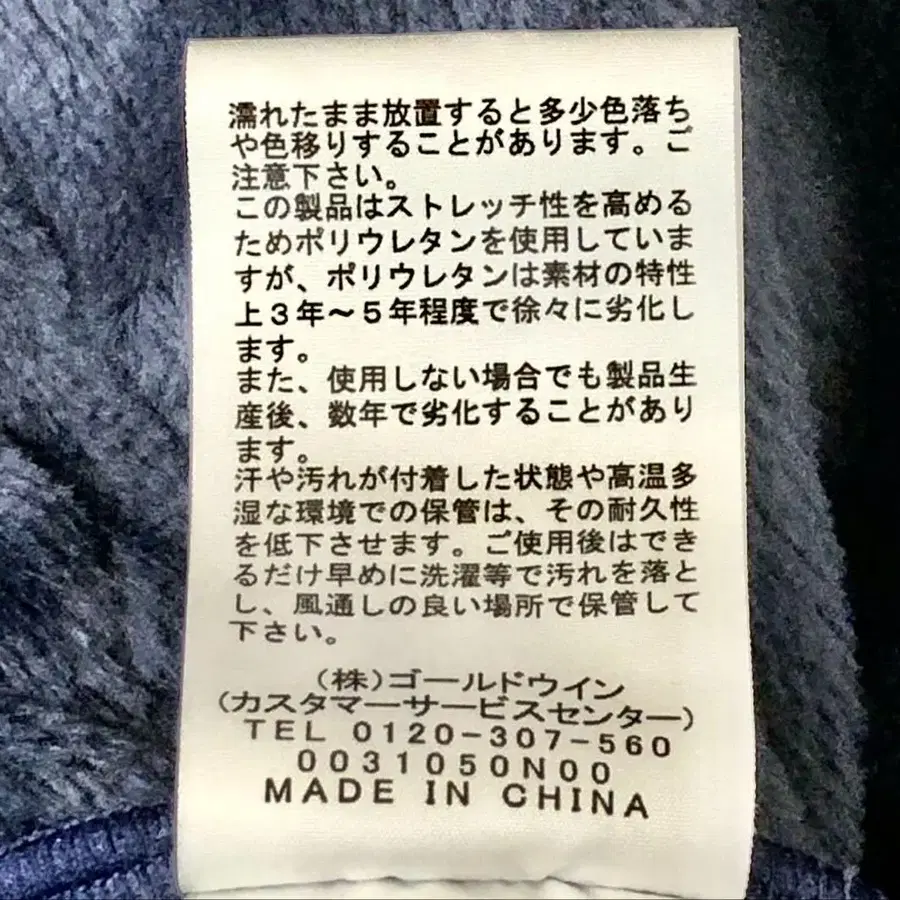 濡れたまま放置すると多少色落ち
や色移りすることがあります。ご
注意下さい。
この製品はストレッチ性を高める
ためポリウレタンを使用していま
すが、ポリウレタンは素材の特性
上３年～５年程度で徐々に劣化し
ます。
また、使用しない場合でも製品生
産後、数年で劣化することがあり
ます。
汗や汚れが付着した状態や高温多
湿な環境での保管は、その耐久性
を低下させます。ご使用後はでき
るだけ早めに洗濯等で汚れを落と
し、風通しの良い場所で保管して
下さい。
（株）ゴールドウイン
（カスタマーサービスセンター）
TEL 0120-307-560
0031050N00
MADE IN CHINA